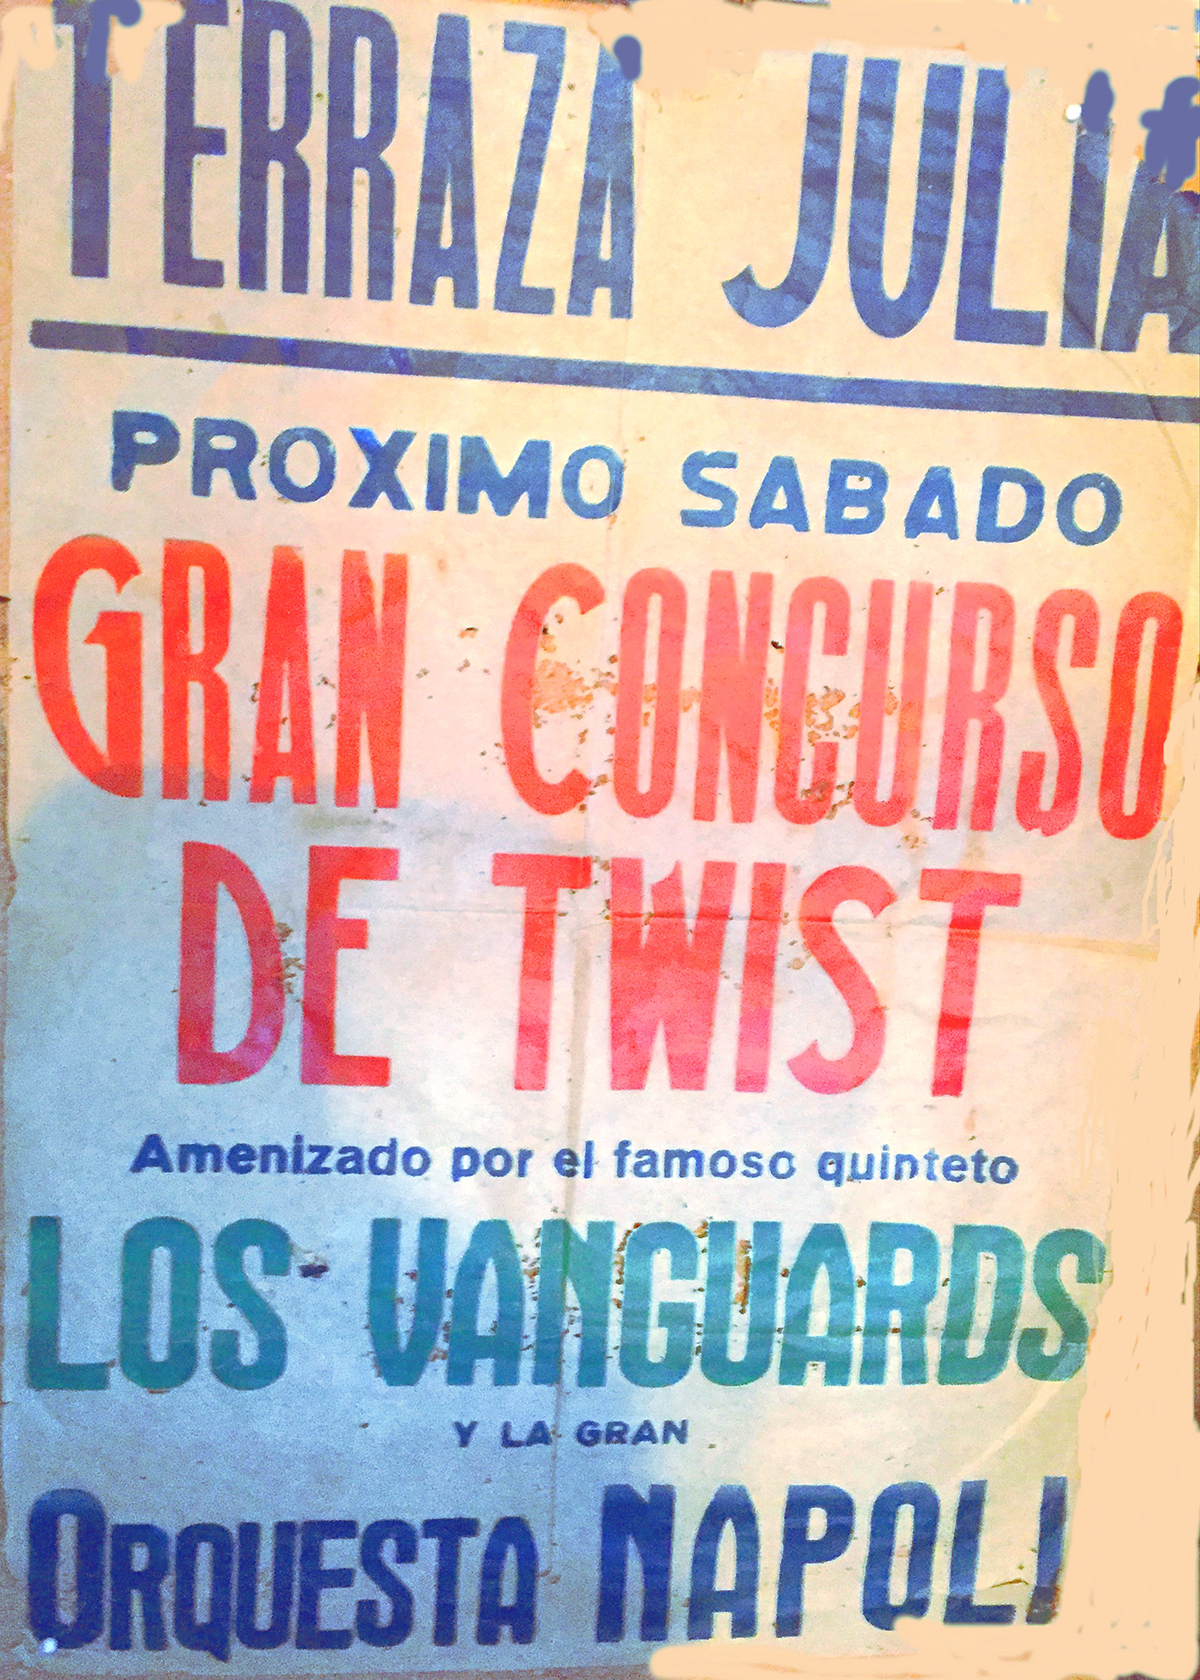 TERRAZA JULIA
PROXIMO SABADO
GRAN CONCURSO
DE TWIST
Amenizado por el famoso quinteto
LOS VANGUARDS
Y LA GRAN
ORQUESTA NAPOLI